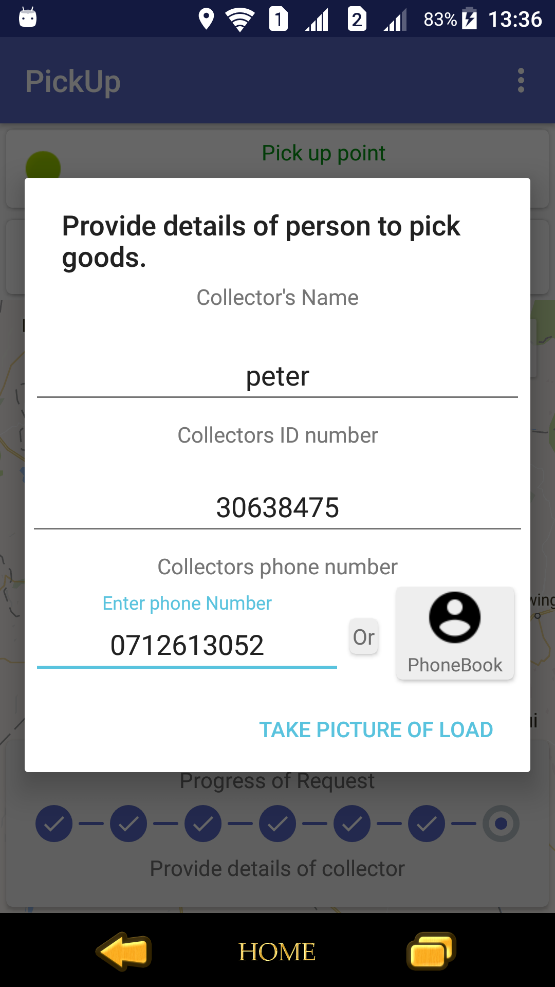 1 2 83% 13:36
PickUp
Pick up point
Provide details of person to pick
goods.
Collector's Name
peter
Collectors ID number
30638475
Collectors phone number
Enter phone Number
0712613052
Or
PhoneBook
TAKE PICTURE OF LOAD
Progress of Request
Provide details of collector
HOME